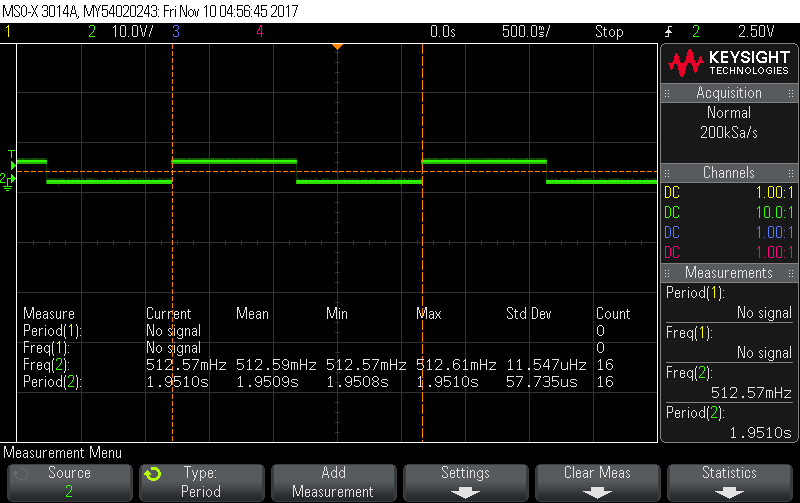 MSO-X 3014A, MY54020243: Fri Nov 10 04:56:45 2017
1 2 10.0V/ 3 4 0.0s 500.0ms/ Stop 2 2.50V
KEYSIGHT
TECHNOLOGIES
Acquisition
Normal
200kSa/s
Channels
DC 1.00:1
DC 10.0:1
DC 1.00:1
DC 1.00:1
Measurements
Period(1):
No signal
Freq(1):
No signal
Freq(2):
512.57mHz
Period(2):
1.9510s
T
2
Measure Current Mean Min Max Std Dev Count
Period(1): No signal 0
Freq(1): No signal 0
Freq(2): 512.57mHz 512.59mHz 512.57mHz 512.61mHz 11.547uHz 16
Period(2): 1.9510s 1.9509s 1.9508s 1.9510s 57.735us 16
Measurement Menu
Source
2
Type:
Period
Add
Measurement
Settings
Clear Meas
Statistics